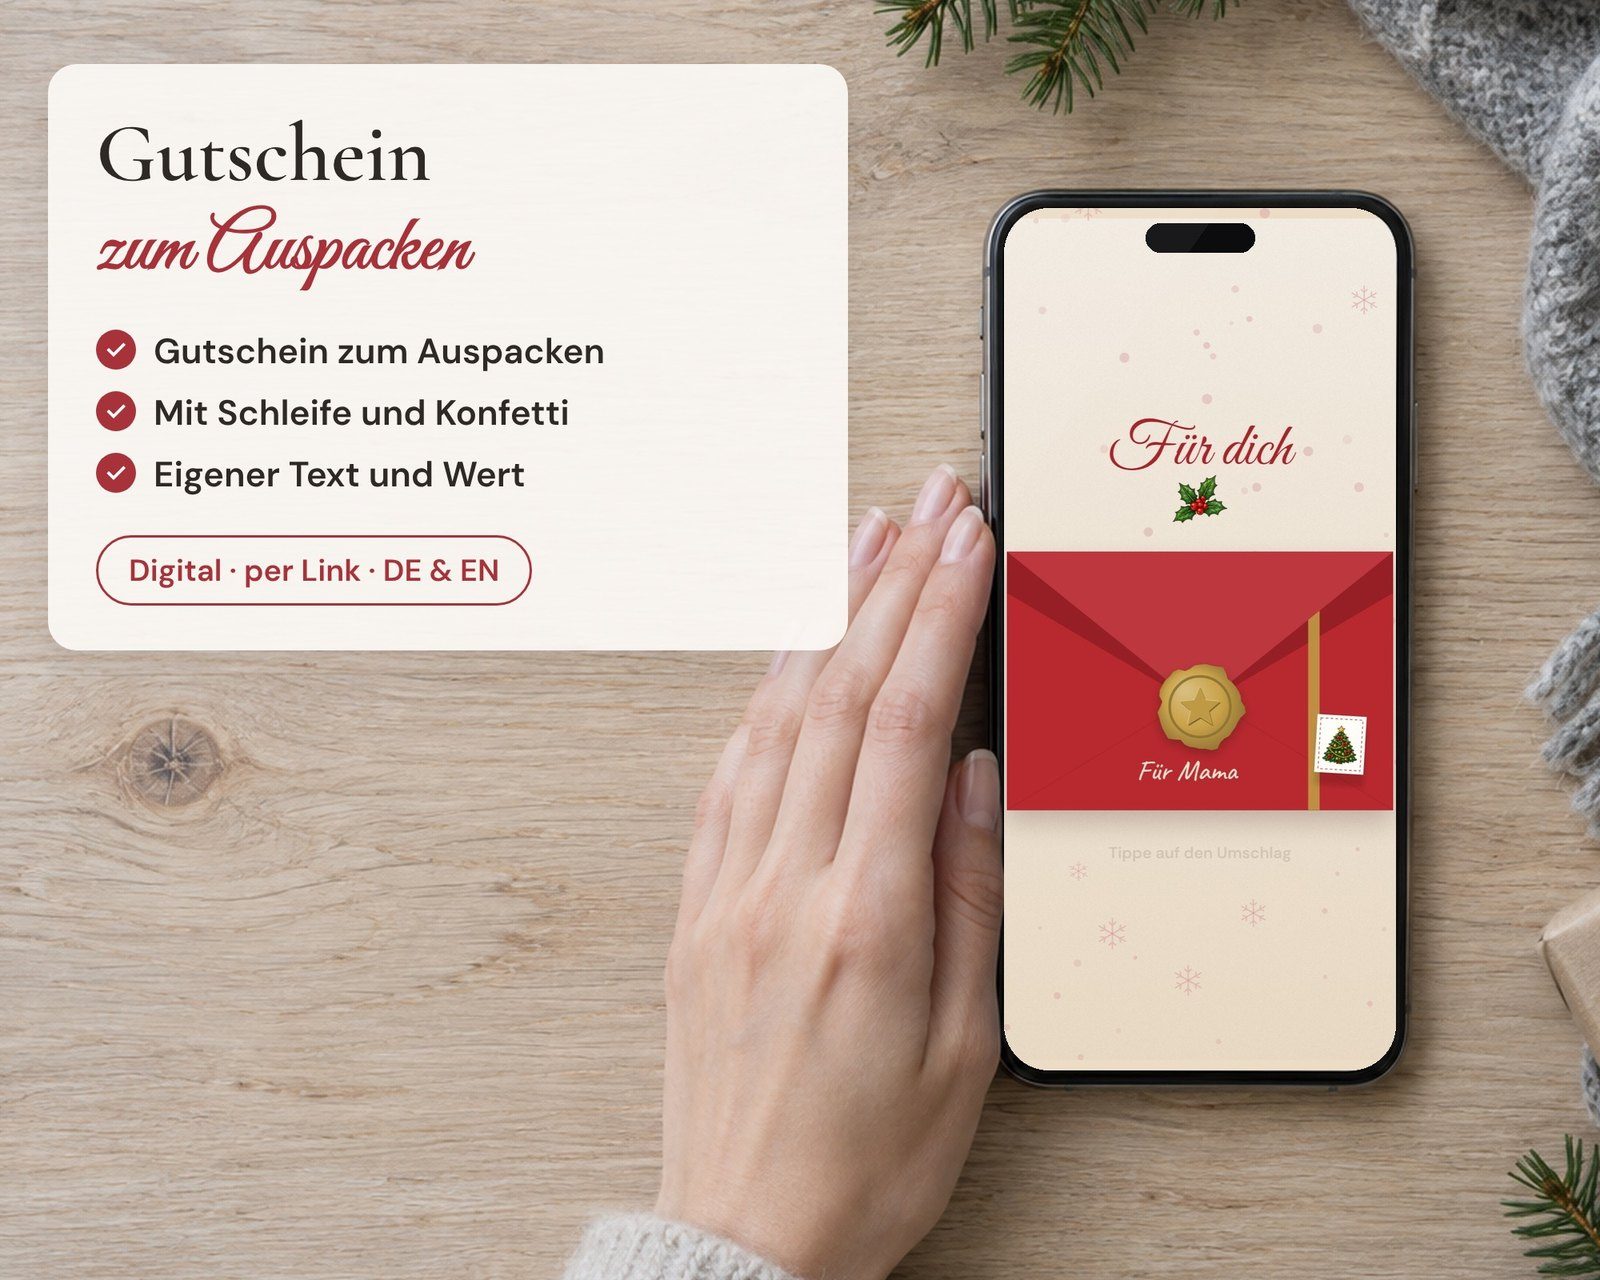 Gutschein
zum Auspacken
Gutschein zum Auspacken
Mit Schleife und Konfetti
Eigener Text und Wert
Digital · per Link · DE & EN
Für dich
Für Mama
Tippe auf den Umschlag